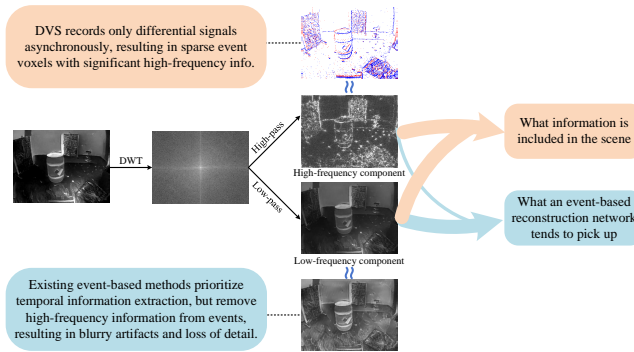 DVS records only differential signals
asynchronously, resulting in sparse event
voxels with significant high-frequency info.
DWT
High-pass
Low-pass
High-frequency component
Low-frequency component
What information is
included in the scene
What an event-based
reconstruction network
tends to pick up
Existing event-based methods prioritize
temporal information extraction, but remove
high-frequency information from events,
resulting in blurry artifacts and loss of detail.